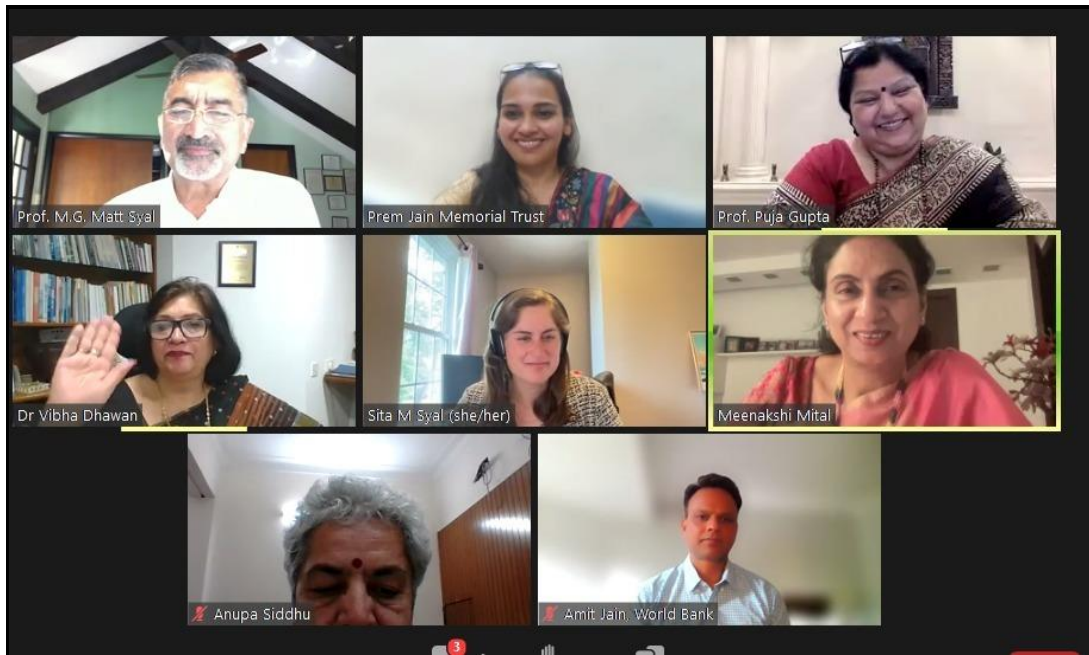 Prof. M.G. Matt Syal
Prem Jain Memorial Trust
Prof. Puja Gupta
Dr Vibha Dhawan
Sita M Syal (she/her)
Meenakshi Mital
Anupa Siddhu
Amit Jain, World Bank
3